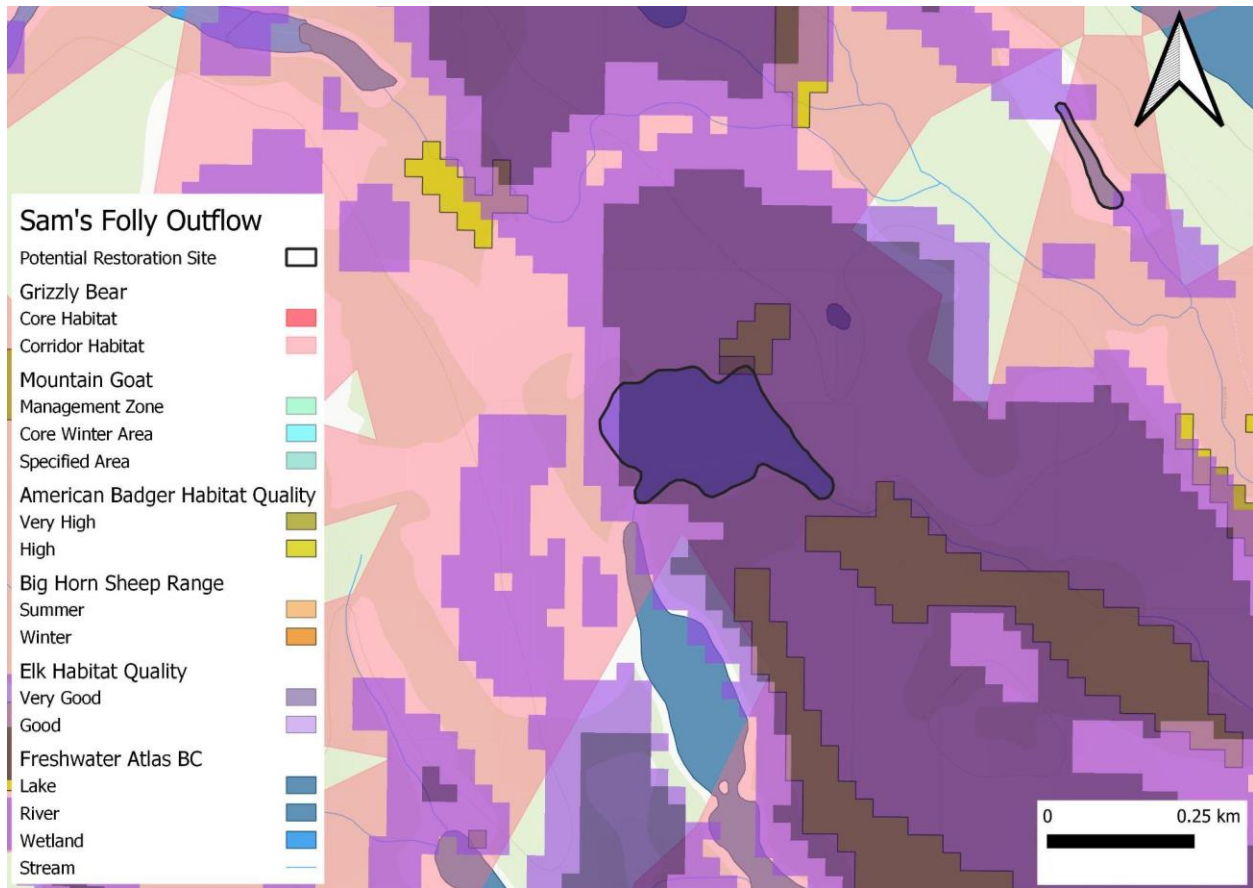 Sam's Folly Outflow
Potential Restoration Site
Grizzly Bear
Core Habitat
Corridor Habitat
Mountain Goat
Management Zone
Core Winter Area
Specified Area
American Badger Habitat Quality
Very High
High
Big Horn Sheep Range
Summer
Winter
Elk Habitat Quality
Very Good
Good
Freshwater Atlas BC
Lake
River
Wetland
Stream
0 0.25 km